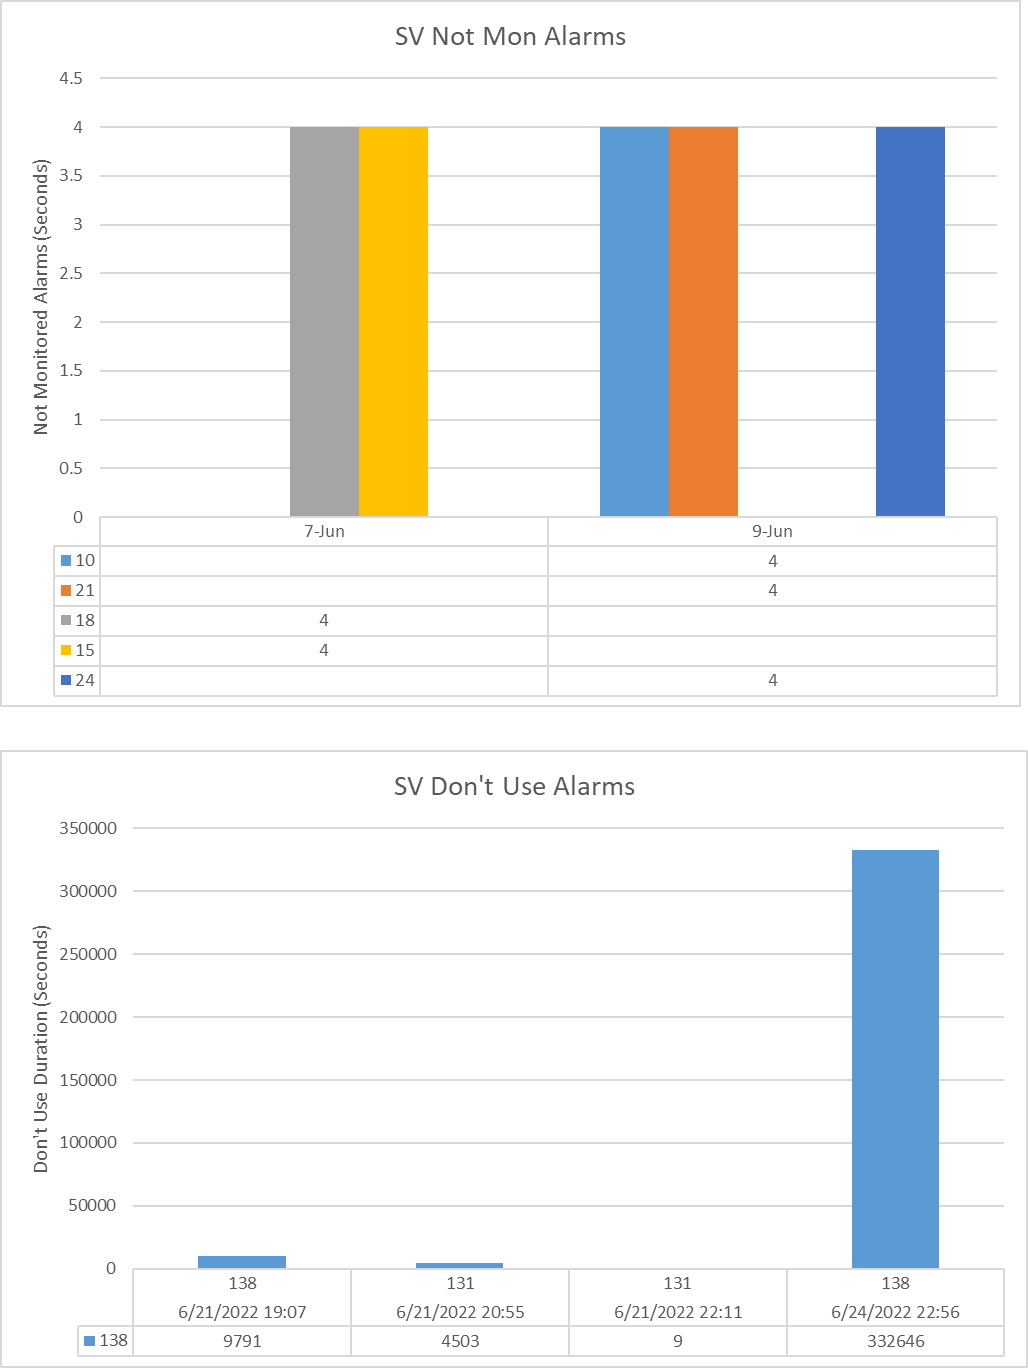 SV Not Mon Alarms
Not Monitored Alarms (Seconds)
4.5
4
3.5
3
2.5
2
1.5
1
0.5
0
7-Jun 9-Jun
10 4
21 4
18 4
15 4
24 4
SV Don't Use Alarms
Don't Use Duration (Seconds)
350000
300000
250000
200000
150000
100000
50000
0
138 131 131 138
6/21/2022 19:07 6/21/2022 20:55 6/21/2022 22:11 6/24/2022 22:56
138 9791 4503 9 332646